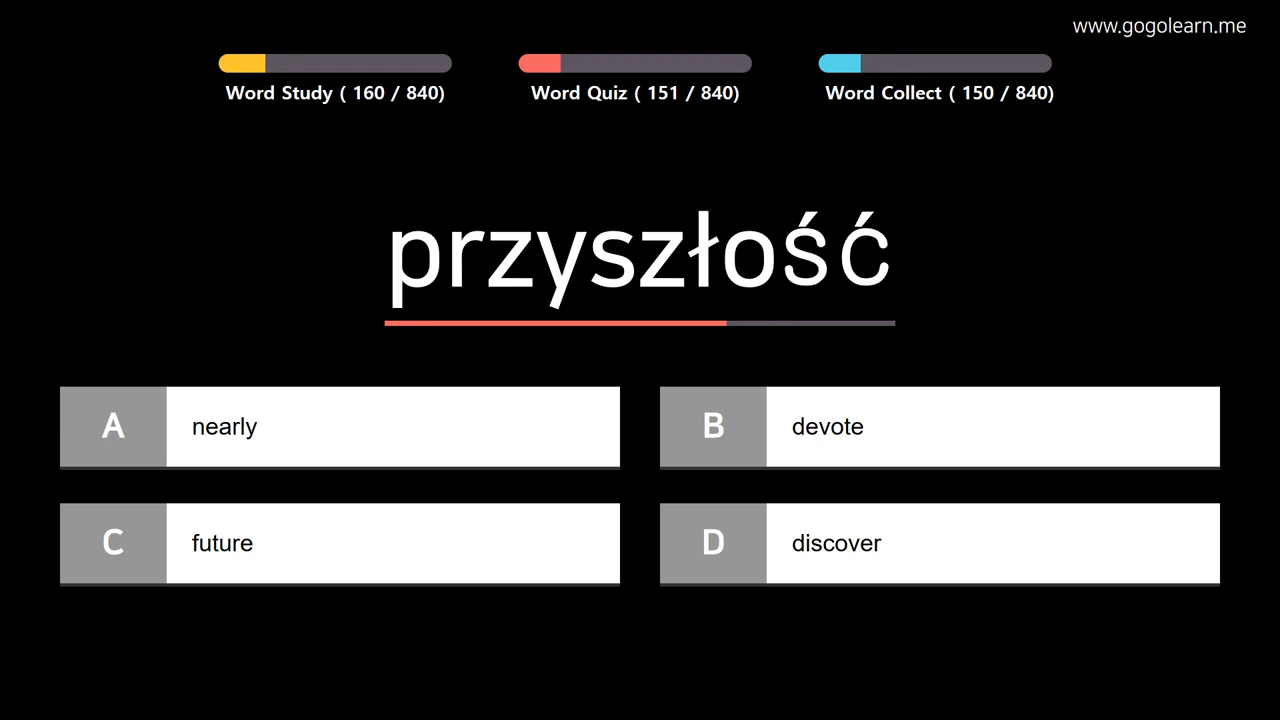 www.gogolearn.me
Word Study ( 160 / 840)
Word Quiz ( 151 / 840)
Word Collect ( 150 / 840)
przyszłość
A nearly
B devote
C future
D discover